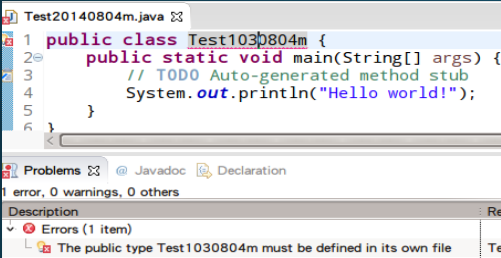 Test20140804m.java
1 public class Test1030804m {
2 public static void main(String[] args) {
3 // TODO Auto-generated method stub
4 System.out.println("Hello world!");
5 }
6 }
Problems @ Javadoc Declaration
1 error, 0 warnings, 0 others
Description Re
Errors (1 item)
The public type Test1030804m must be defined in its own file Te